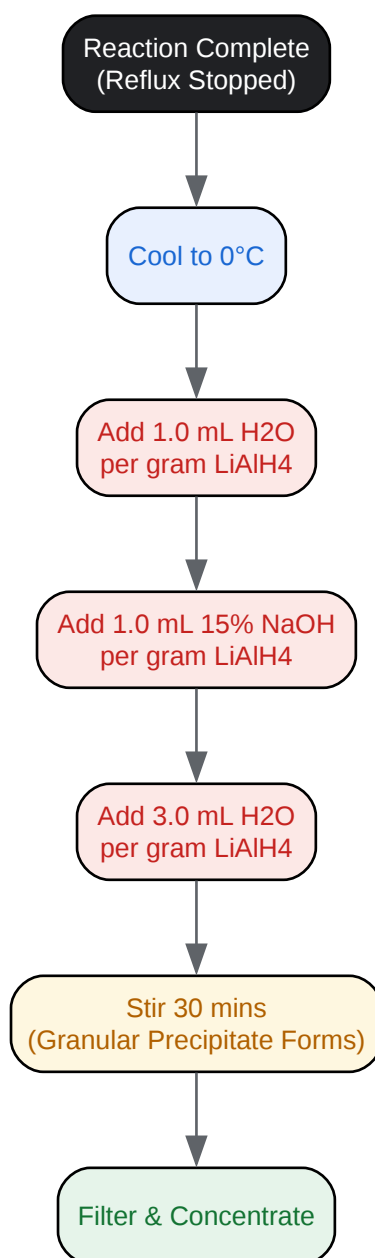 Reaction Complete
(Reflux Stopped)
Cool to 0°C
Add 1.0 mL H2O
per gram LiAlH4
Add 1.0 mL 15% NaOH
per gram LiAlH4
Add 3.0 mL H2O
per gram LiAlH4
Stir 30 mins
(Granular Precipitate Forms)
Filter & Concentrate